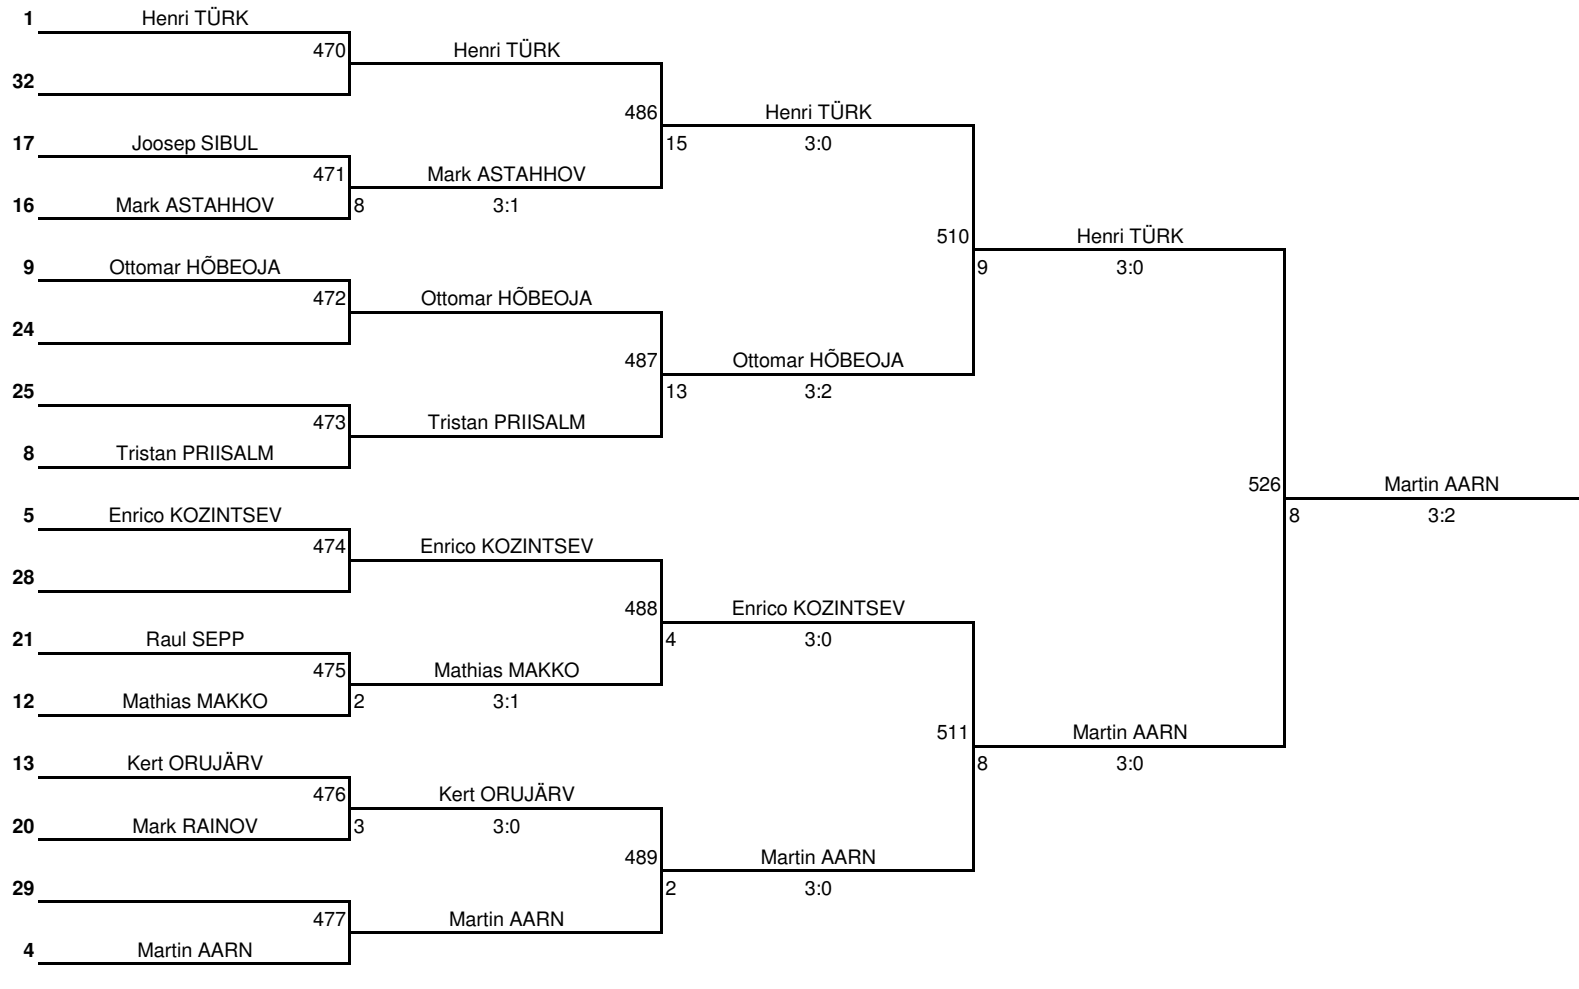 1 Henri TÜRK
470 Henri TÜRK
32
486 Henri TÜRK
17 Joosep SIBUL
15 3:0
471 Mark ASTAHHOV
16 Mark ASTAHHOV 8 3:1
510 Henri TÜRK
9 Ottomar HÕBEOJA
9 3:0
472 Ottomar HÕBEOJA
24
487 Ottomar HÕBEOJA
25
13 3:2
473 Tristan PRIISALM
8 Tristan PRIISALM
526 Martin AARN
5 Enrico KOZINTSEV
8 3:2
474 Enrico KOZINTSEV
28
488 Enrico KOZINTSEV
21 Raul SEPP
4 3:0
475 Mathias MAKKO
12 Mathias MAKKO 2 3:1
511 Martin AARN
13 Kert ORUJÄRV
8 3:0
476 Kert ORUJÄRV
20 Mark RAINOV 3 3:0
489 Martin AARN
29
2 3:0
477 Martin AARN
4 Martin AARN